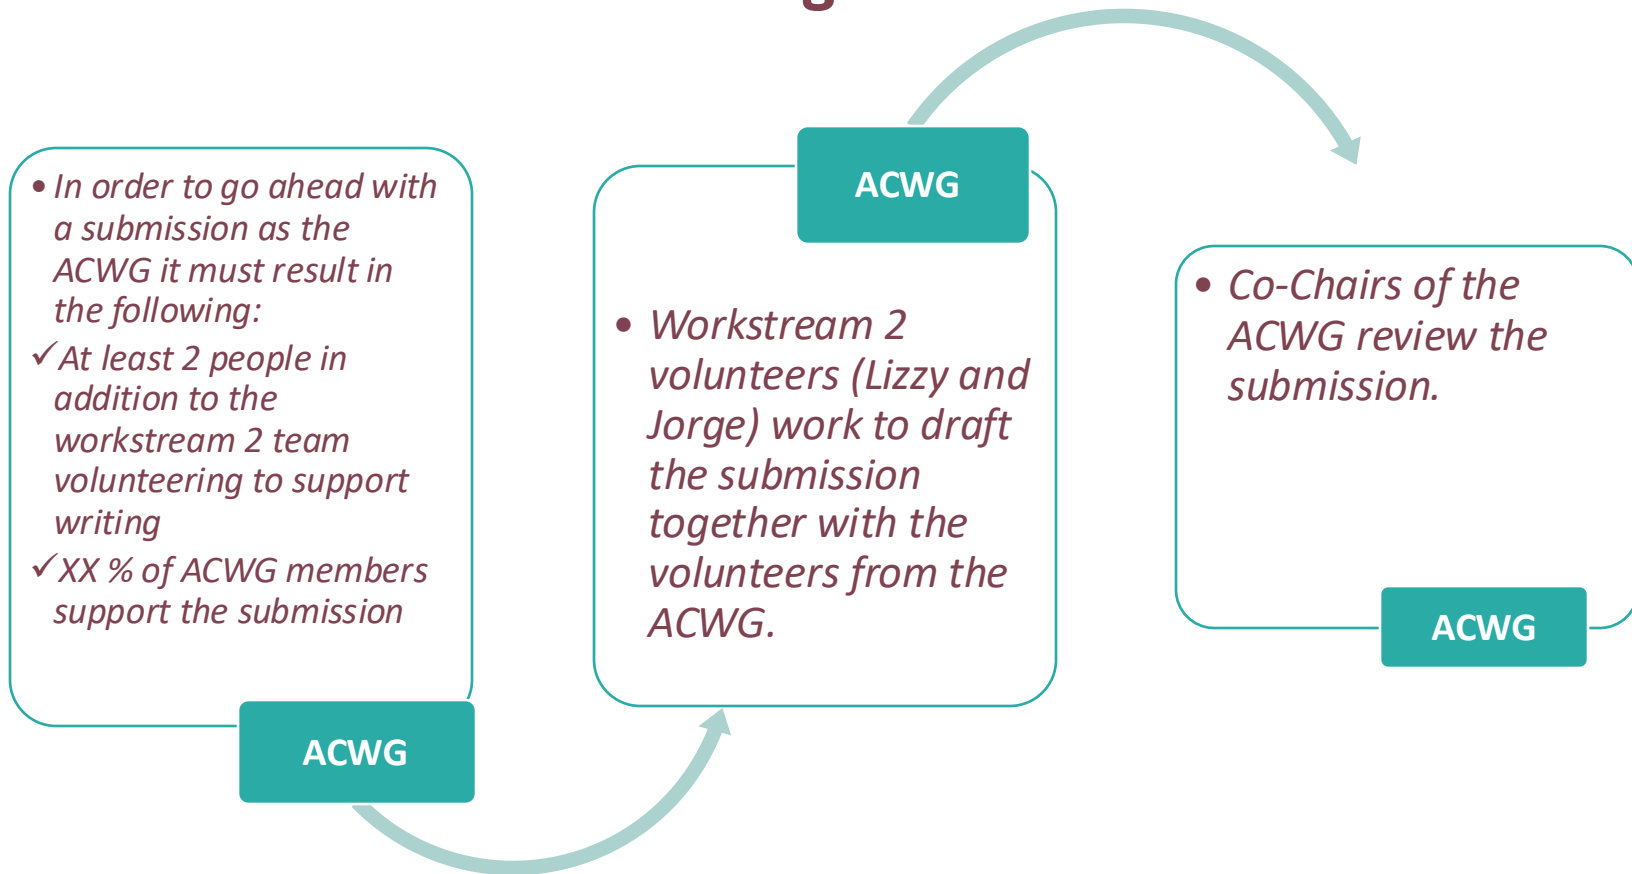 g
• In order to go ahead with
a submission as the
ACWG it must result in
the following:
✓ At least 2 people in
addition to the
workstream 2 team
volunteering to support
writing
✓ XX % of ACWG members
support the submission
ACWG
ACWG
• Workstream 2
volunteers (Lizzy and
Jorge) work to draft
the submission
together with the
volunteers from the
ACWG.
• Co-Chairs of the
ACWG review the
submission.
ACWG